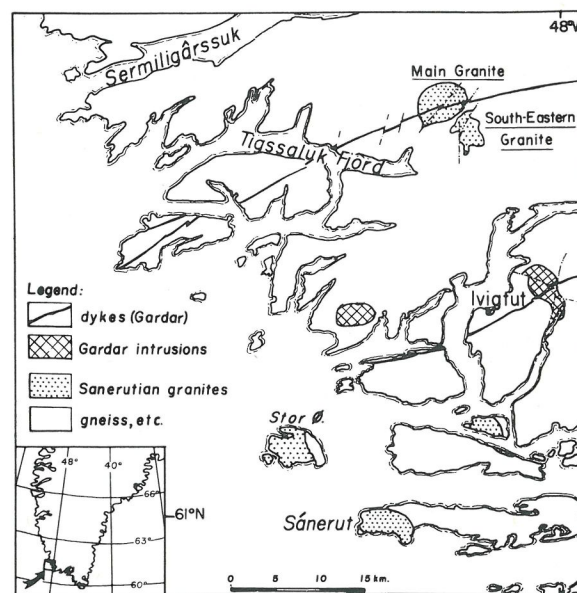 48°W
Sermiligârssuk
Main Granite
South-Eastern
Granite
Tigssaluk Fjord
Legend:
dykes (Gardar)
Gardar intrusions
Sanerutian granites
gneiss, etc.
Ivigtut
Stor Ø.
Sánerut
61°N
48°
40°
66°
63°
60°
0 5 10 15 km.